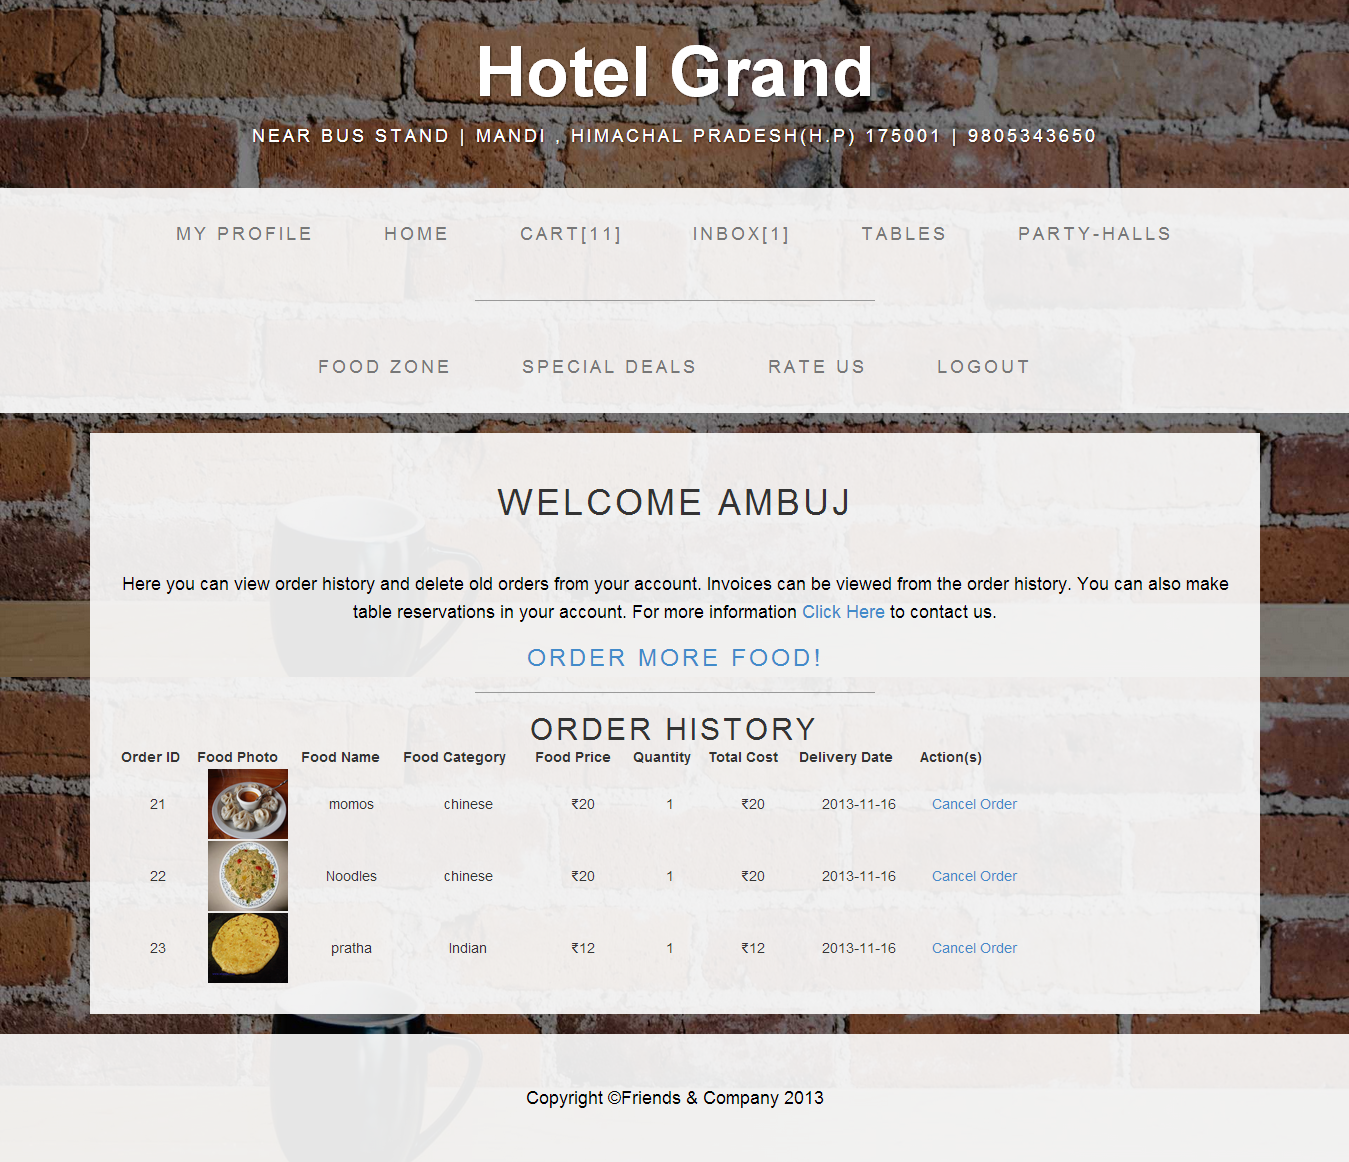 Hotel Grand
NEAR BUS STAND | MANDI , HIMACHAL PRADESH(H.P) 175001 | 9805343650
MY PROFILE HOME CART[11] INBOX[1] TABLES PARTY-HALLS
FOOD ZONE SPECIAL DEALS RATE US LOGOUT
WELCOME AMBUJ
Here you can view order history and delete old orders from your account. Invoices can be viewed from the order history. You can also make
table reservations in your account. For more information Click Here to contact us.
ORDER MORE FOOD!
ORDER HISTORY
Order ID Food Photo Food Name Food Category Food Price Quantity Total Cost Delivery Date Action(s)
21 momos chinese ₹20 1 ₹20 2013-11-16 Cancel Order
22 Noodles chinese ₹20 1 ₹20 2013-11-16 Cancel Order
23 pratha Indian ₹12 1 ₹12 2013-11-16 Cancel Order
Copyright ©Friends & Company 2013